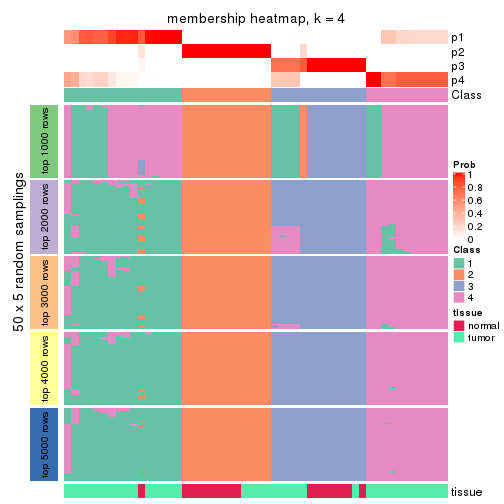 membership heatmap, k = 4
p1
p2
p3
p4
Class
50 x 5 random samplings
top 1000 rows
top 2000 rows
top 3000 rows
top 4000 rows
top 5000 rows
tissue
Prob
1
0.8
0.6
0.4
0.2
0
Class
1
2
3
4
tissue
normal
tumor